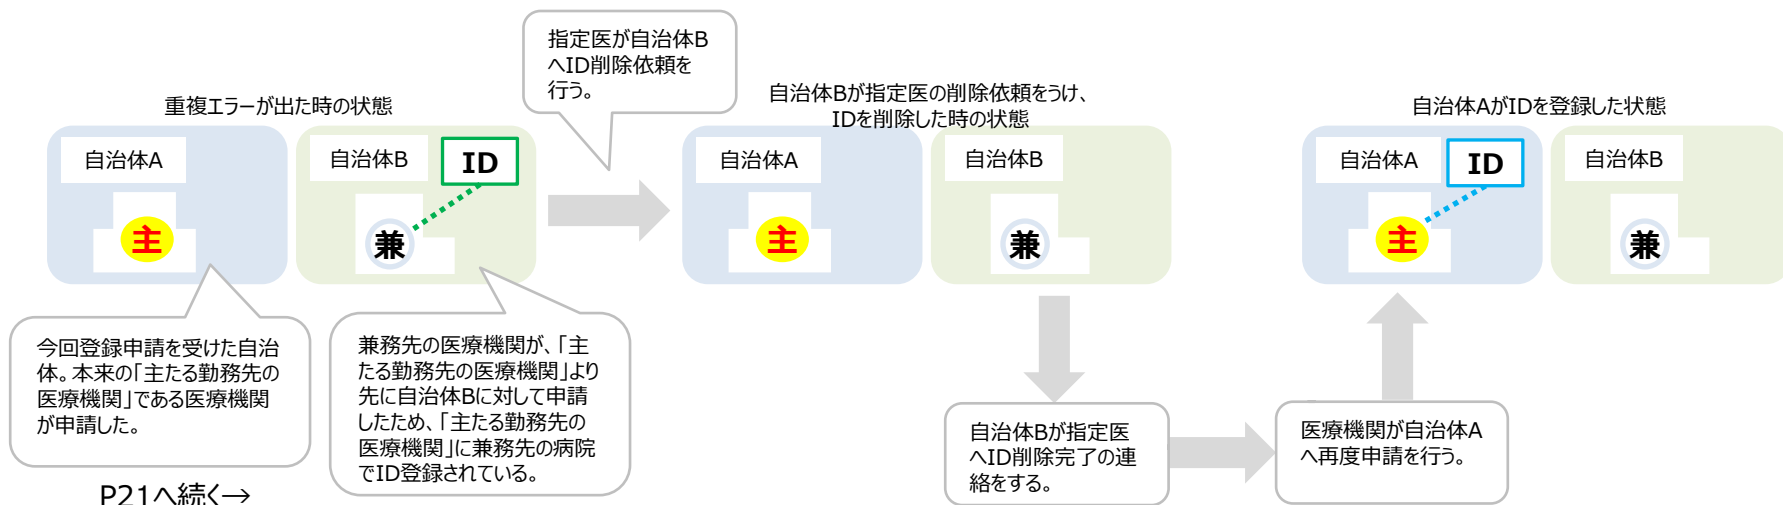 指定医が自治体B
へID削除依頼を
行う。
重複エラーが出た時の状態
自治体A
主
自治体B
ID
兼
今回登録申請を受けた自治
体。本来の「主たる勤務先の
医療機関」である医療機関
が申請した。
兼務先の医療機関が、「主
たる勤務先の医療機関」より
先に自治体Bに対して申請
したため、「主たる勤務先の
医療機関」に兼務先の病院
でID登録されている。
P21へ続く→
自治体Bが指定医の削除依頼をうけ、
IDを削除した時の状態
自治体A
主
自治体B
兼
自治体Bが指定医
へID削除完了の連
絡をする。
医療機関が自治体A
へ再度申請を行う。
自治体AがIDを登録した状態
自治体A
ID
主
自治体B
兼